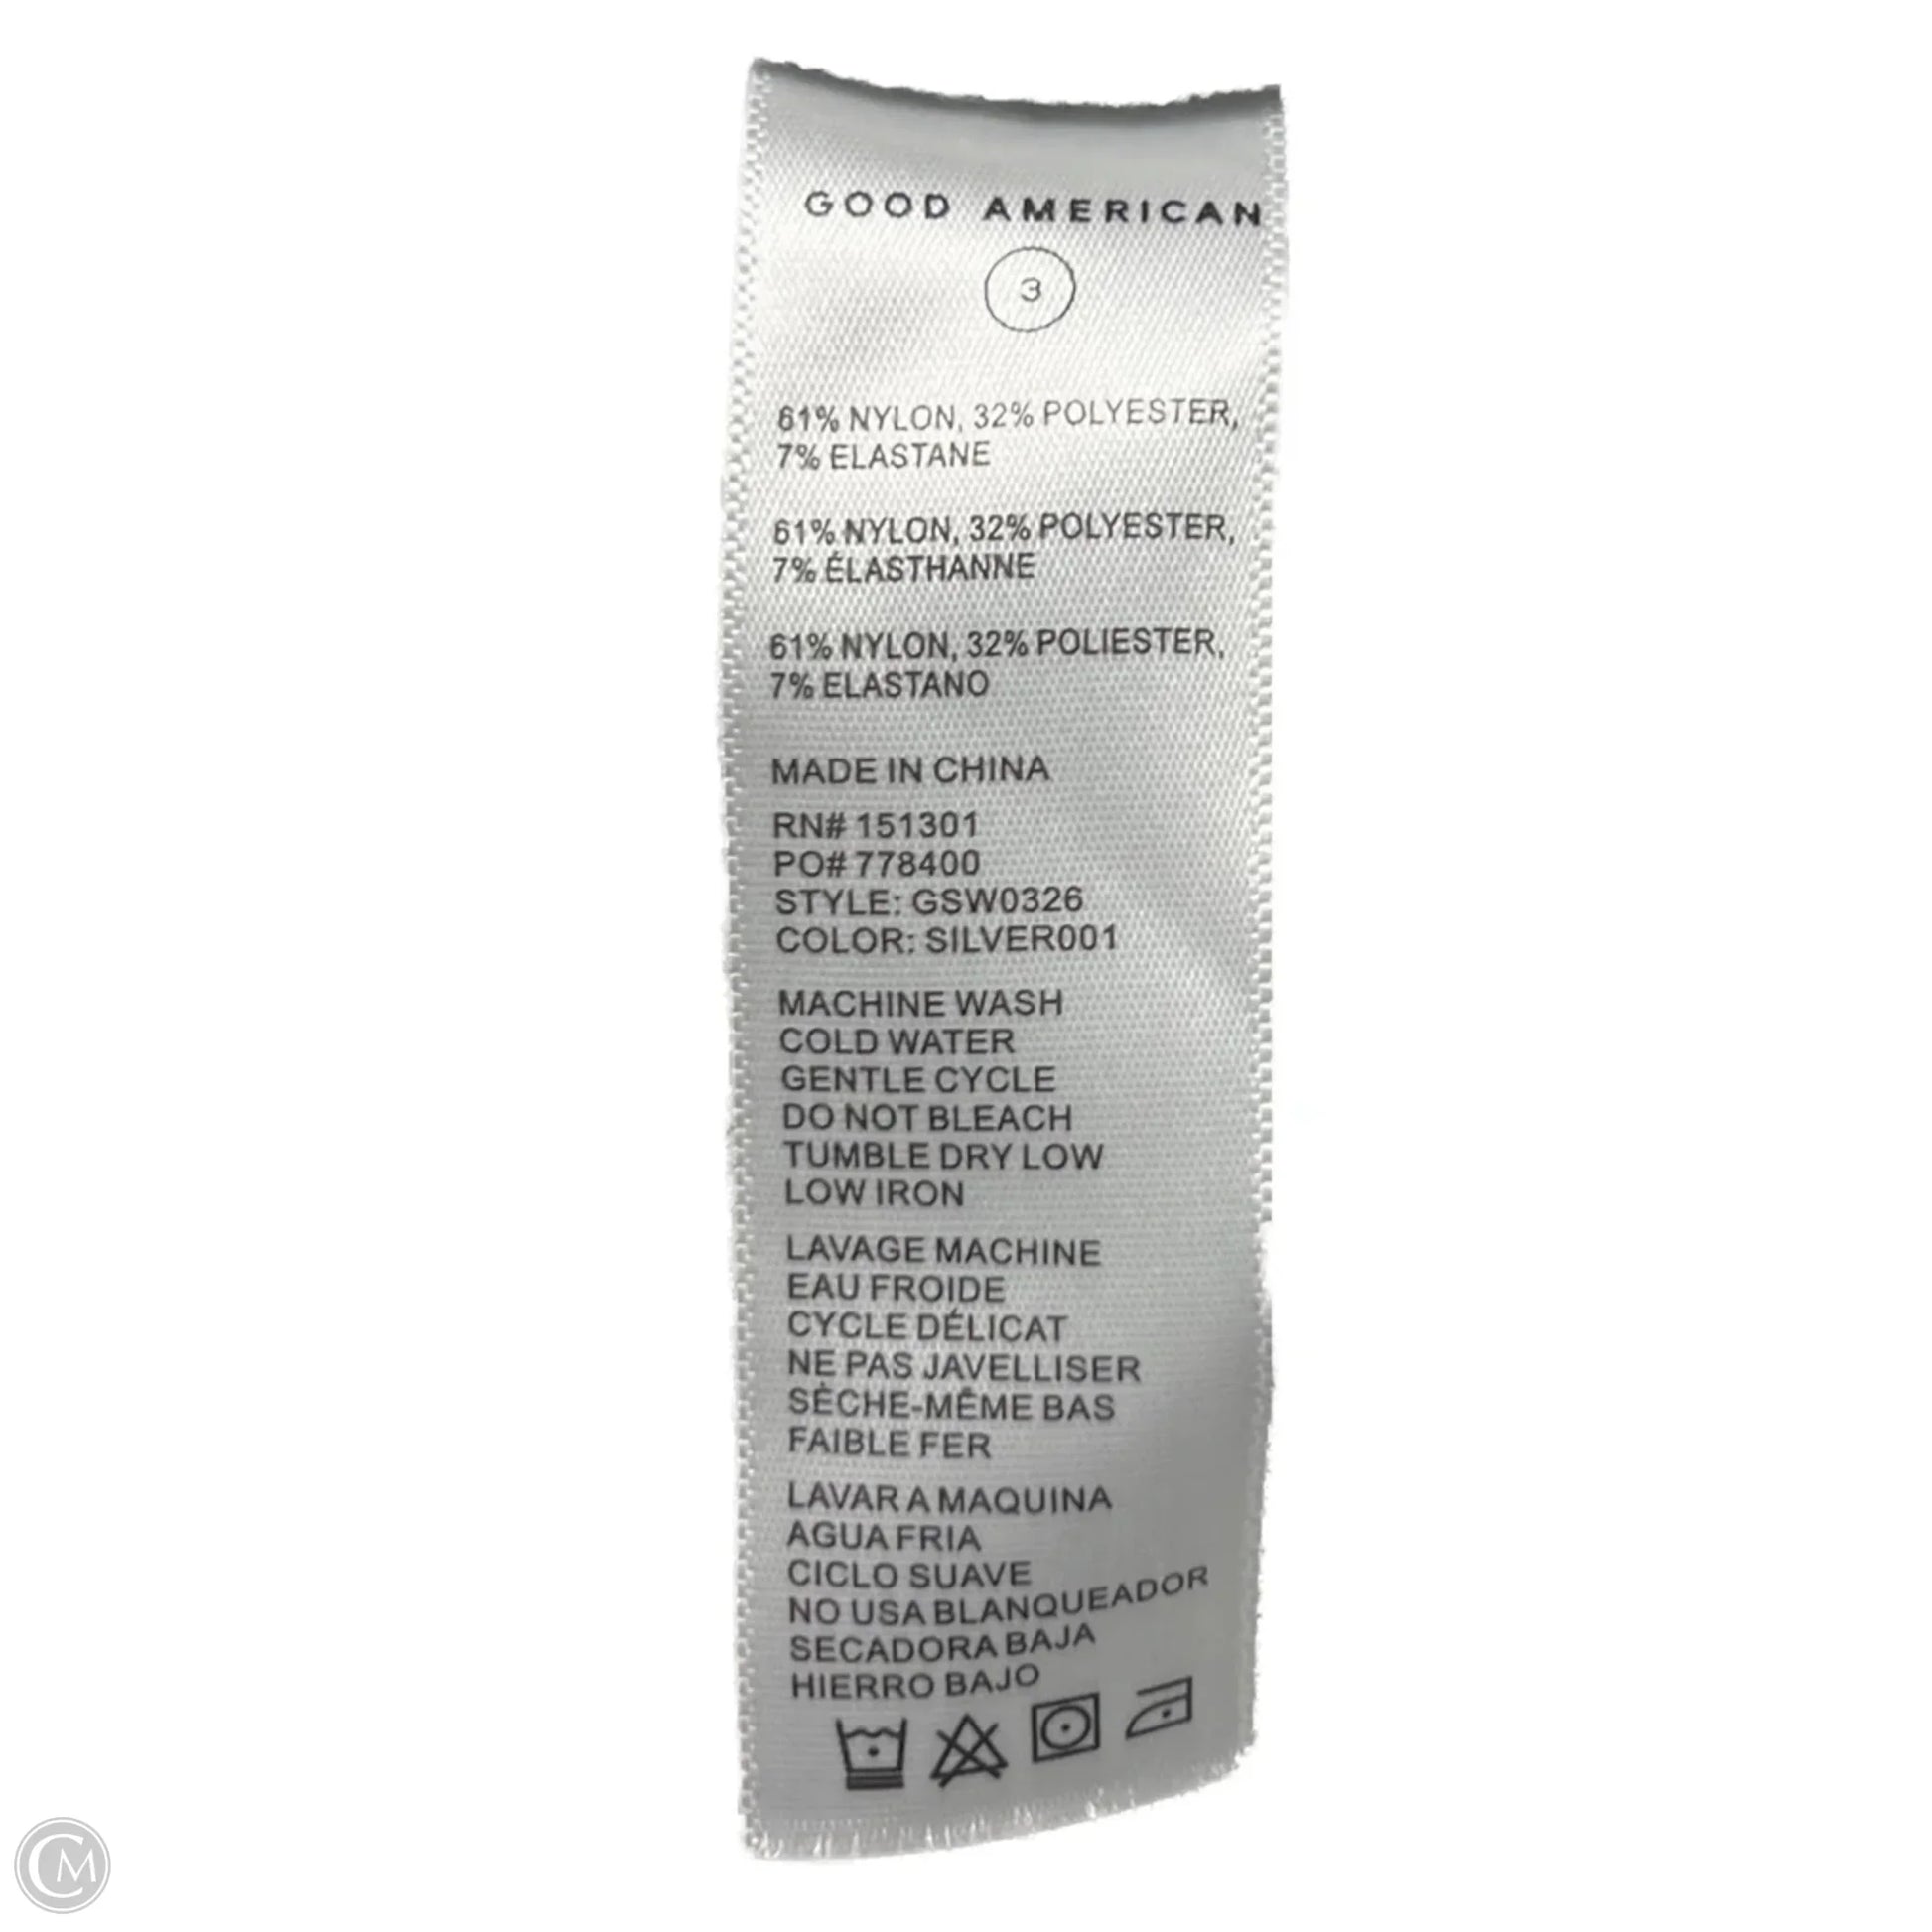 GOOD AMERICAN
3
61% NYLON, 32% POLYESTER,
7% ELASTANE
61% NYLON, 32% POLYESTER,
7% ÉLASTHANNE
61% NYLON, 32% POLIESTER,
7% ELASTANO
MADE IN CHINA
RN# 151301
PO# 778400
STYLE: GSW0326
COLOR: SILVER001
MACHINE WASH
COLD WATER
GENTLE CYCLE
DO NOT BLEACH
TUMBLE DRY LOW
LOW IRON
LAVAGE MACHINE
EAU FROIDE
CYCLE DÉLICAT
NE PAS JAVELLISER
SÈCHE-MÊME BAS
FAIBLE FER
LAVAR A MAQUINA
AGUA FRIA
CICLO SUAVE
NO USA BLANQUEADOR
SECADORA BAJA
HIERRO BAJO
CM